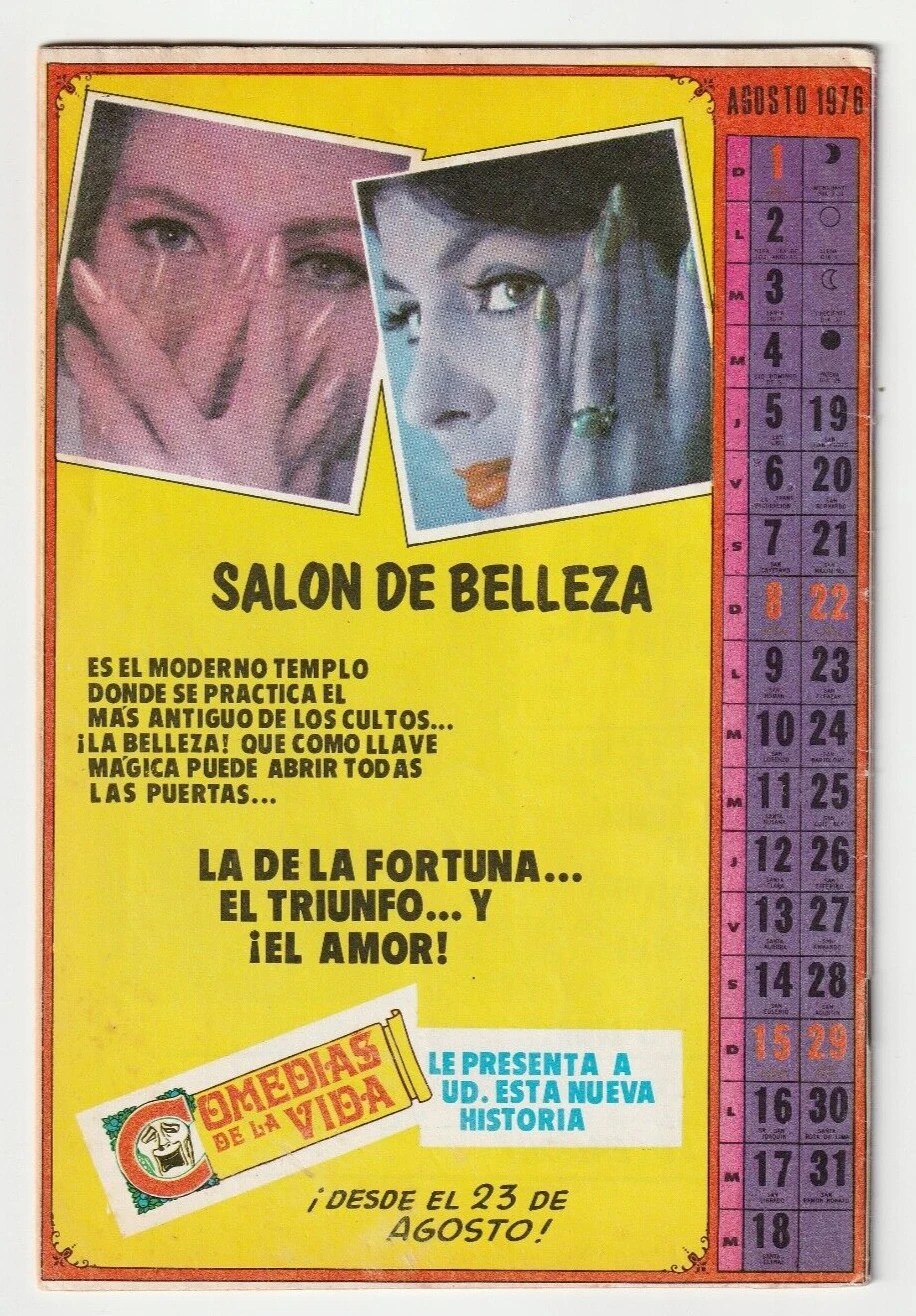 AGOSTO 1976
SALON DE BELLEZA
ES EL MODERNO TEMPLO
DONDE SE PRACTICA EL
MAS ANTIGUO DE LOS CULTOS...
¡LA BELLEZA! QUE COMO LLAVE
MAGICA PUEDE ABRIR TODAS
LAS PUERTAS...
LA DE LA FORTUNA...
EL TRIUNFO... Y
¡EL AMOR!
COMEDIAS
DE LA VIDA
LE PRESENTA A
UD. ESTA NUEVA
HISTORIA
¡DESDE EL 23 DE
AGOSTO!
D 1
L 2
M 3
M 4
J 5 19
V 6 20
S 7 21
D 8 22
L 9 23
M 10 24
M 11 25
J 12 26
V 13 27
S 14 28
D 15 29
L 16 30
M 17 31
M 18